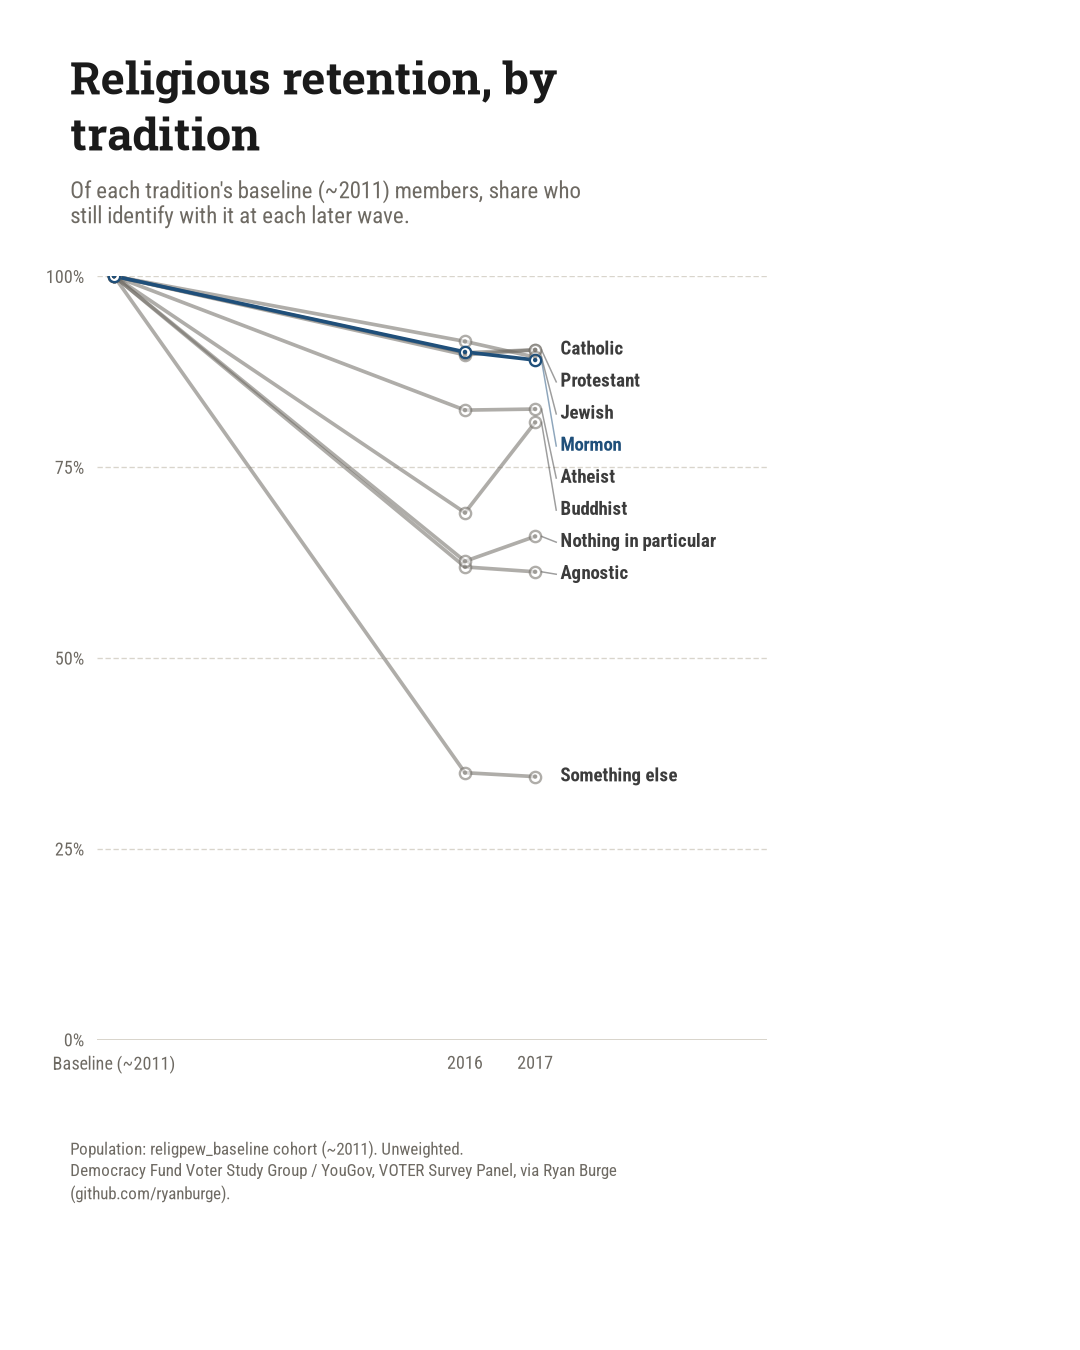 Religious retention, by
tradition
Of each tradition's baseline (~2011) members, share who
still identify with it at each later wave.
100%
75%
50%
25%
0%
Catholic
Protestant
Jewish
Mormon
Atheist
Buddhist
Nothing in particular
Agnostic
Something else
Baseline (~2011)
2016
2017
Population: religpew_baseline cohort (~2011). Unweighted.
Democracy Fund Voter Study Group / YouGov, VOTER Survey Panel, via Ryan Burge
(github.com/ryanburge).